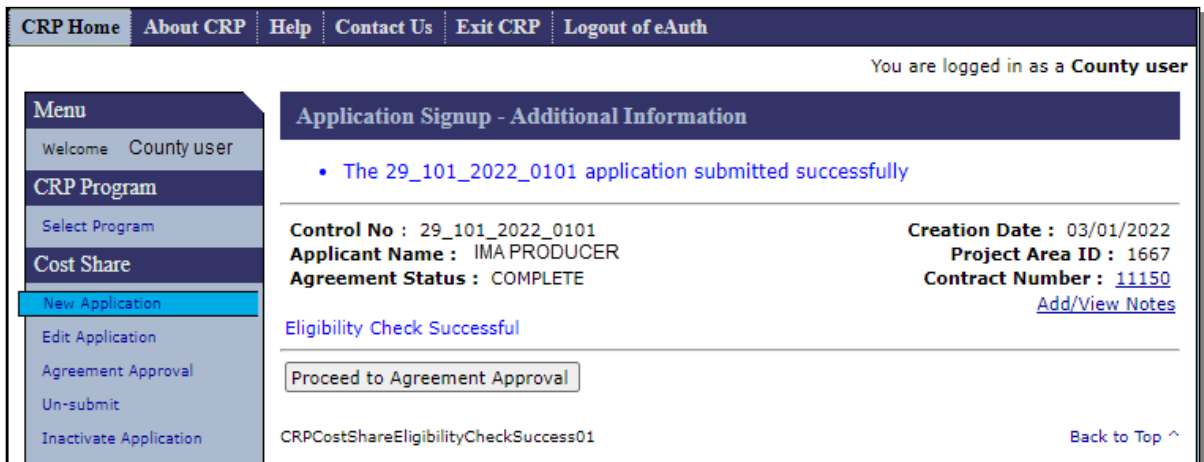 CRP Home About CRP Help Contact Us Exit CRP Logout of eAuth
You are logged in as a County user
Menu
Welcome County user
CRP Program
Select Program
Cost Share
New Application
Edit Application
Agreement Approval
Un-submit
Inactivate Application
Application Signup - Additional Information
• The 29_101_2022_0101 application submitted successfully
Control No : 29_101_2022_0101 Creation Date : 03/01/2022
Applicant Name : IMA PRODUCER Project Area ID : 1667
Agreement Status : COMPLETE Contract Number : 11150
Add/View Notes
Eligibility Check Successful
Proceed to Agreement Approval
CRPCostShareEligibilityCheckSuccess01 Back to Top ^